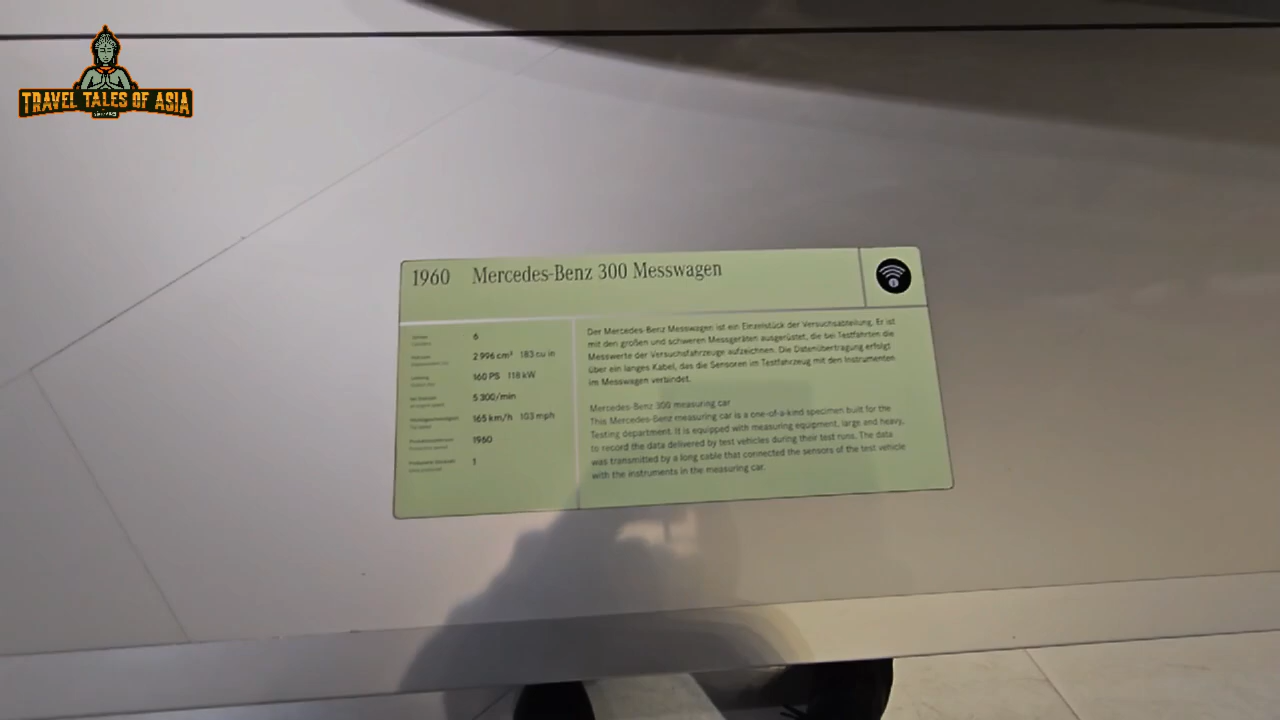 TRAVEL TALES OF ASIA
1960 Mercedes-Benz 300 Messwagen
6
2 996 cm³ 183 cu in
160 PS 118 kW
5 300/min
165 km/h 103 mph
1960
1
Der Mercedes-Benz Messwagen ist ein Einzelstück der Versuchsabteilung. Er ist
mit den großen und schweren Messgeräten ausgerüstet, die bei Testfahrten die
Messwerte der Versuchsfahrzeuge aufzeichnen. Die Datenübertragung erfolgt
über ein langes Kabel, das die Sensoren im Testfahrzeug mit den Instrumenten
im Messwagen verbindet.
Mercedes-Benz 300 measuring car
This Mercedes-Benz measuring car is a one-of-a-kind specimen built for the
Testing department. It is equipped with measuring equipment, large and heavy,
to record the data delivered by test vehicles during their test runs. The data
was transmitted by a long cable that connected the sensors of the test vehicle
with the instruments in the measuring car.